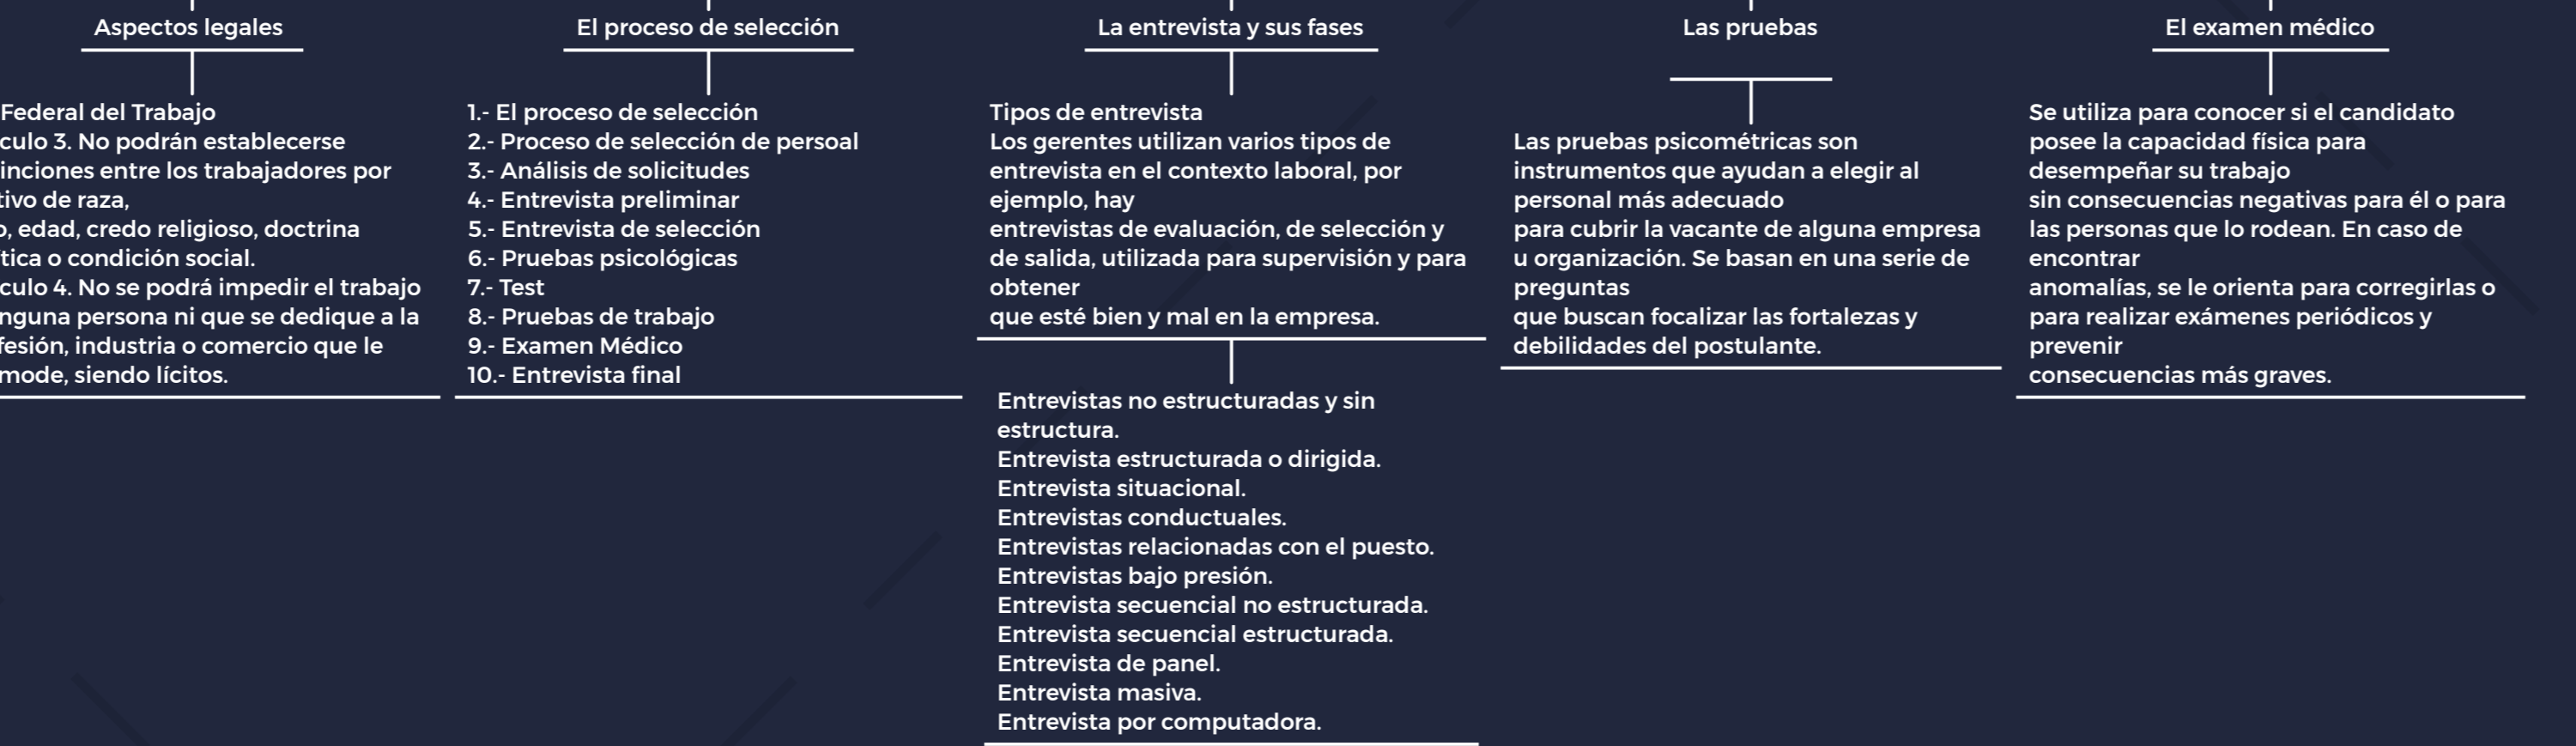 Aspectos legales
Federal del Trabajo
culo 3. No podrán establecerse
inciones entre los trabajadores por
tivo de raza,
o, edad, credo religioso, doctrina
tica o condición social.
culo 4. No se podrá impedir el trabajo
nguna persona ni que se dedique a la
fesión, industria o comercio que le
mode, siendo lícitos.
El proceso de selección
1.- El proceso de selección
2.- Proceso de selección de persoal
3.- Análisis de solicitudes
4.- Entrevista preliminar
5.- Entrevista de selección
6.- Pruebas psicológicas
7.- Test
8.- Pruebas de trabajo
9.- Examen Médico
10.- Entrevista final
La entrevista y sus fases
Tipos de entrevista
Los gerentes utilizan varios tipos de
entrevista en el contexto laboral, por
ejemplo, hay
entrevistas de evaluación, de selección y
de salida, utilizada para supervisión y para
obtener
que esté bien y mal en la empresa.
Entrevistas no estructuradas y sin
estructura.
Entrevista estructurada o dirigida.
Entrevista situacional.
Entrevistas conductuales.
Entrevistas relacionadas con el puesto.
Entrevistas bajo presión.
Entrevista secuencial no estructurada.
Entrevista secuencial estructurada.
Entrevista de panel.
Entrevista masiva.
Entrevista por computadora.
Las pruebas
Las pruebas psicométricas son
instrumentos que ayudan a elegir al
personal más adecuado
para cubrir la vacante de alguna empresa
u organización. Se basan en una serie de
preguntas
que buscan focalizar las fortalezas y
debilidades del postulante.
El examen médico
Se utiliza para conocer si el candidato
posee la capacidad física para
desempeñar su trabajo
sin consecuencias negativas para él o para
las personas que lo rodean. En caso de
encontrar
anomalías, se le orienta para corregirlas o
para realizar exámenes periódicos y
prevenir
consecuencias más graves.